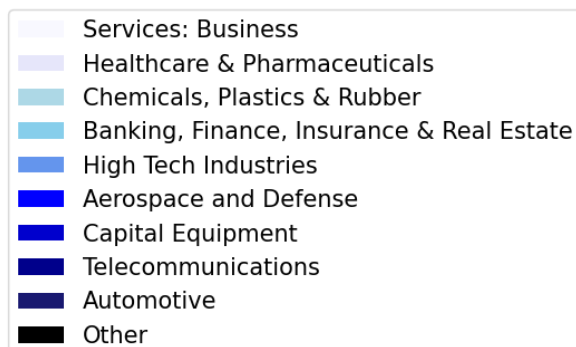 Services: Business
Healthcare & Pharmaceuticals
Chemicals, Plastics & Rubber
Banking, Finance, Insurance & Real Estate
High Tech Industries
Aerospace and Defense
Capital Equipment
Telecommunications
Automotive
Other